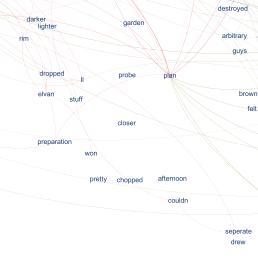 destroyed
darker
garden
lighter
arbitrary
rim
guys
dropped
ll
probe
plan
elvan
brown
stuff
felt
closer
preparation
won
pretty
chopped
afternoon
couldn
seperate
drew